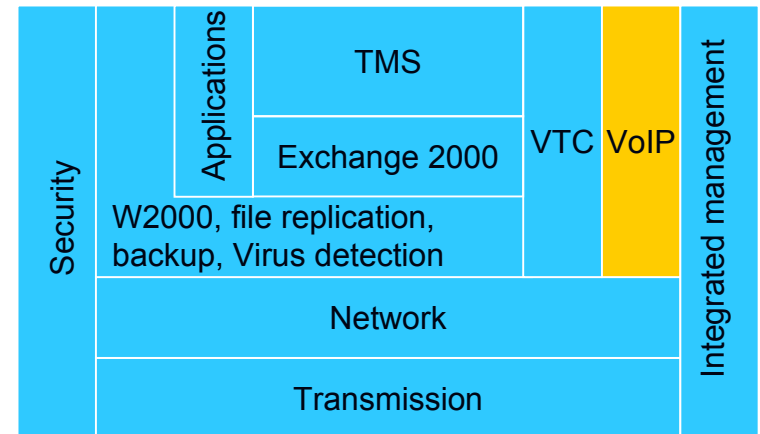 Security
Applications
TMS
Exchange 2000
VTC
VoIP
Integrated management
W2000, file replication,
backup, Virus detection
Network
Transmission